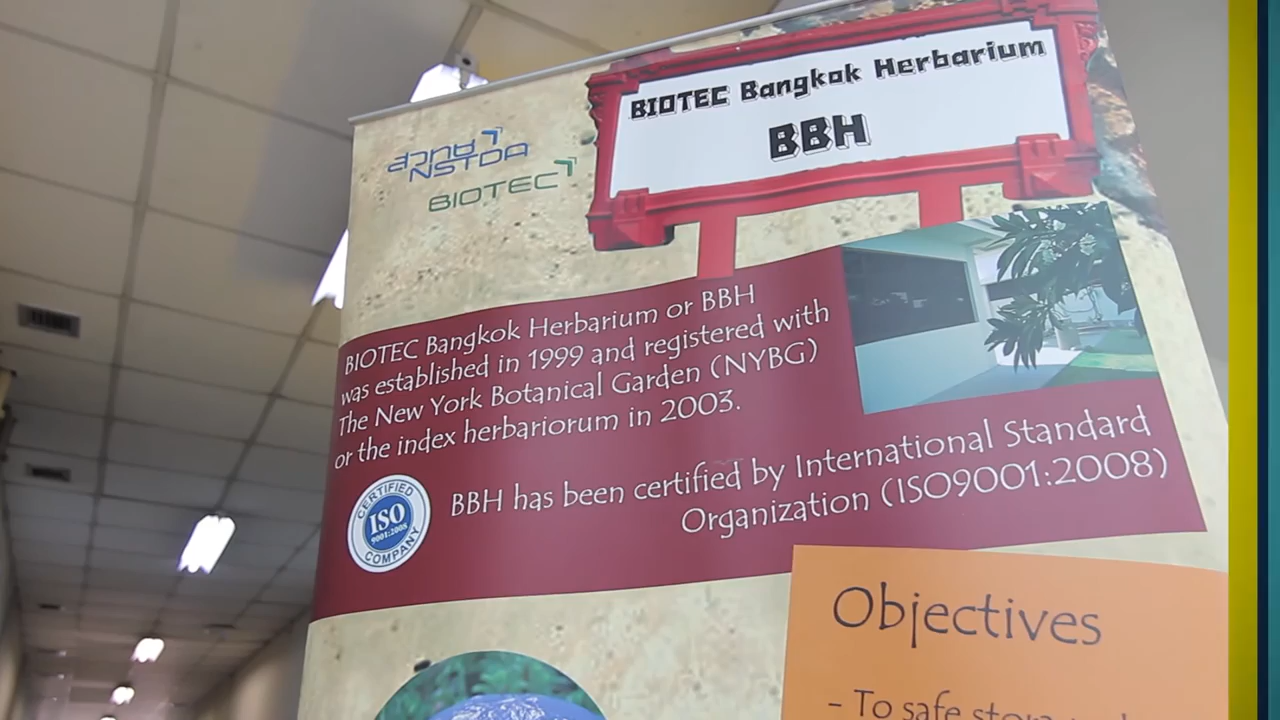 BIOTEC Bangkok Herbarium
BBH
สวทช
NSTDA
BIOTEC
BIOTEC Bangkok Herbarium or BBH
was established in 1999 and registered with
The New York Botanical Garden (NYBG)
or the index herbariorum in 2003.
BBH has been certified by International Standard
Organization (ISO9001:2008)
CERTIFIED
ISO
9001:2008
COMPANY
Objectives
- To safe